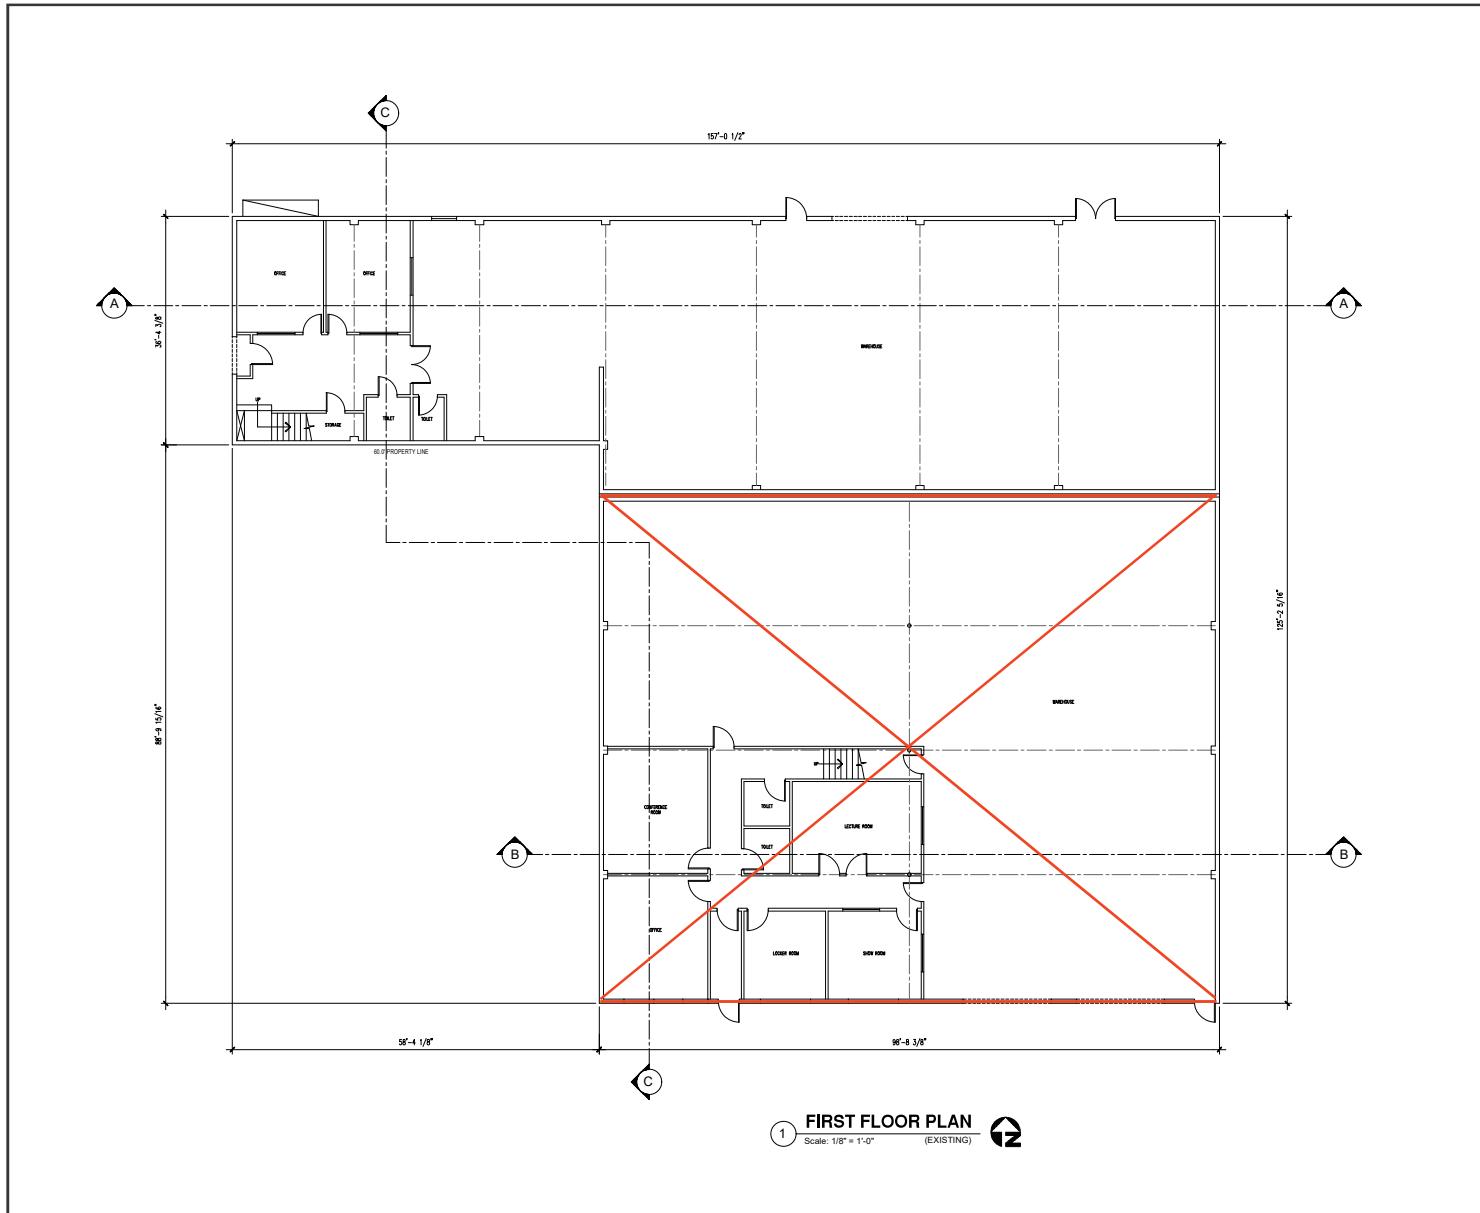 C
157'-0 1/2"
OFFICE
OFFICE
A
A
36'-4 3/8"
WAREHOUSE
UP
STORAGE
TOILET
TOILET
60.0' PROPERTY LINE
125'-2 5/16"
88'-9 15/16"
WAREHOUSE
UP
CONFERENCE
ROOM
TOILET
LECTURE ROOM
TOILET
B
B
OFFICE
LOCKER ROOM
SHOW ROOM
58'-4 1/8"
98'-8 3/8"
C
1
FIRST FLOOR PLAN
Scale: 1/8" = 1'-0"
(EXISTING)
N